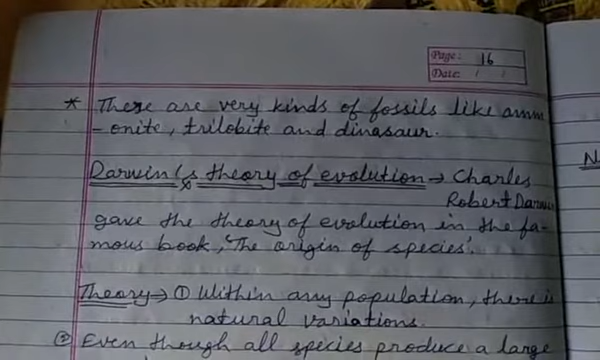 Page: 16
Date: / /
* There are very kinds of fossils like amm
-onite, trilobite and dinasaur.
Darwin's theory of evolution → Charles
Robert Darwin
gave the theory of evolution in the fa-
mous book, 'The origin of species'.
Theory → ① Within any population, there is
natural variations.
② Even though all species produce a large
N